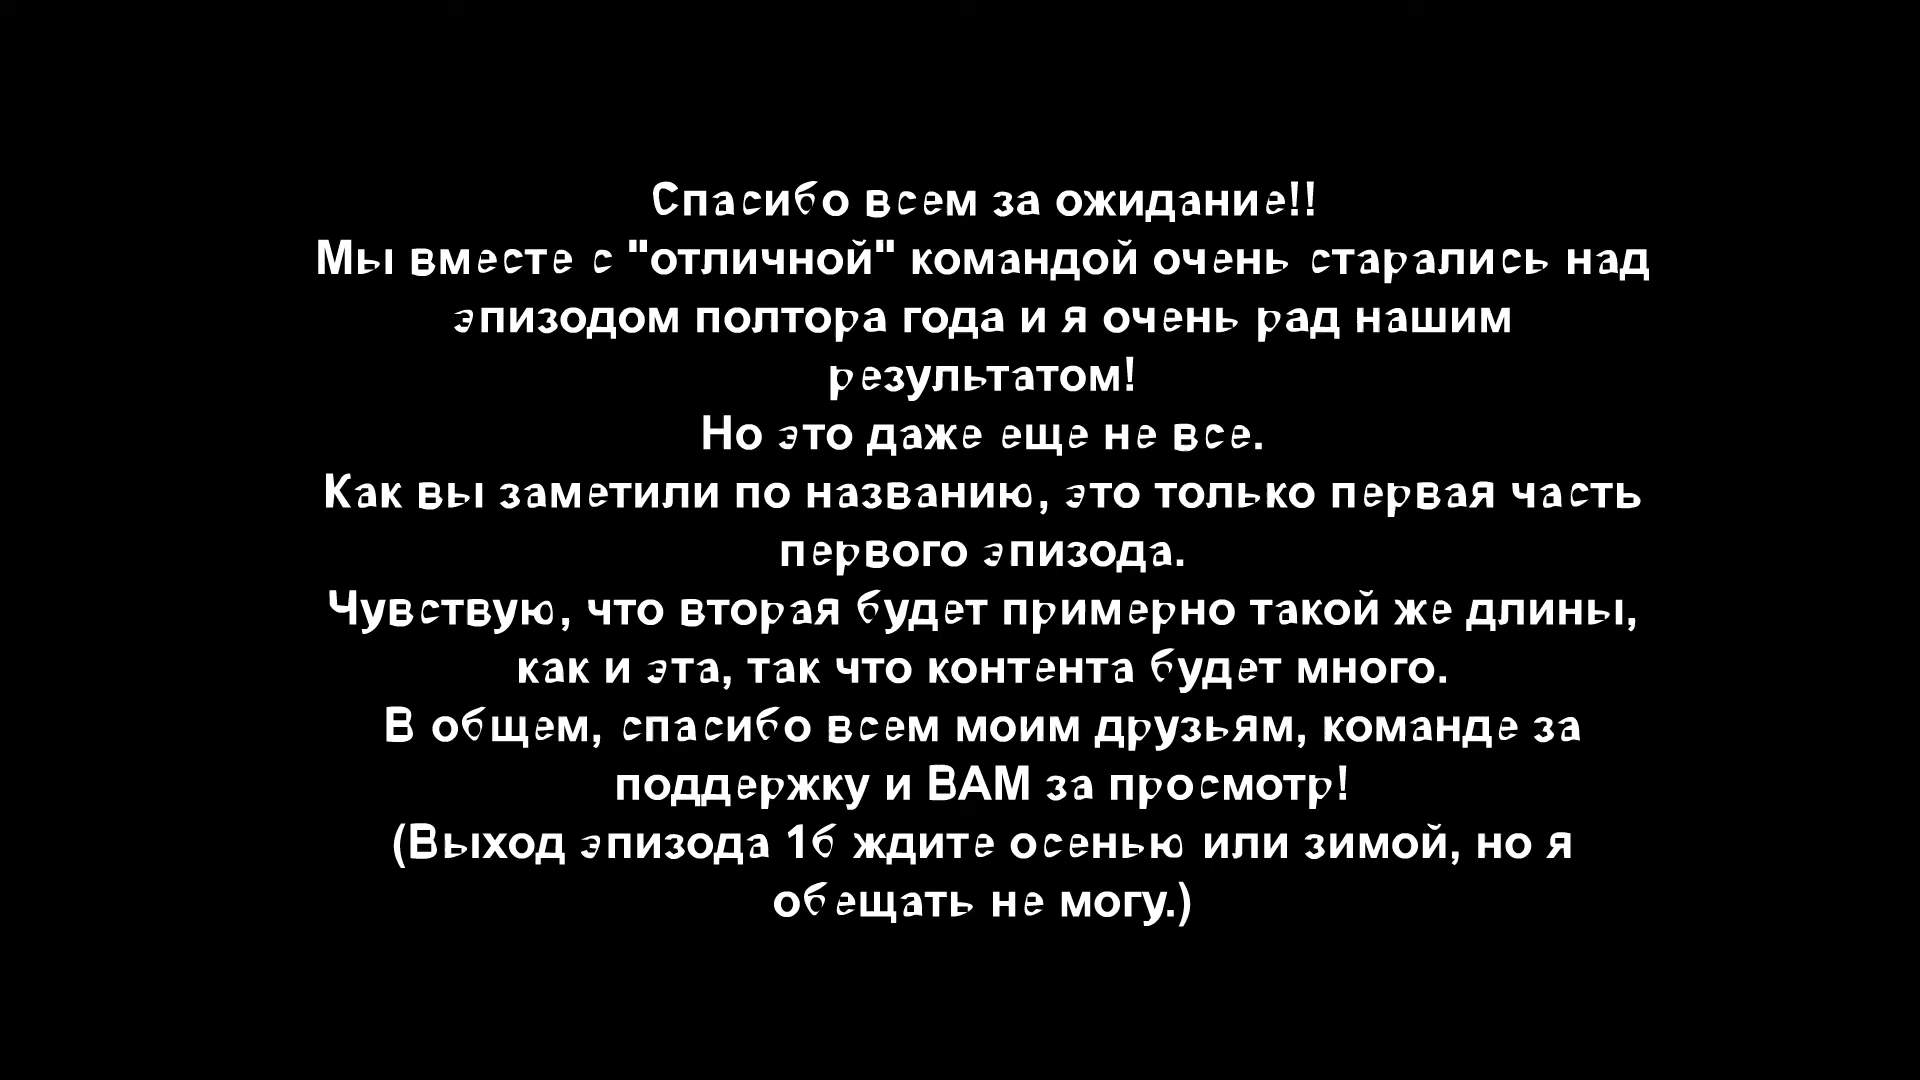 Спасибо всем за ожидание!!
Мы вместе с "отличной" командой очень старались над
эпизодом полтора года и я очень рад нашим
результатом!
Но это даже еще не все.
Как вы заметили по названию, это только первая часть
первого эпизода.
Чувствую, что вторая будет примерно такой же длины,
как и эта, так что контента будет много.
В общем, спасибо всем моим друзьям, команде за
поддержку и ВАМ за просмотр!
(Выход эпизода 1б ждите осенью или зимой, но я
обещать не могу.)